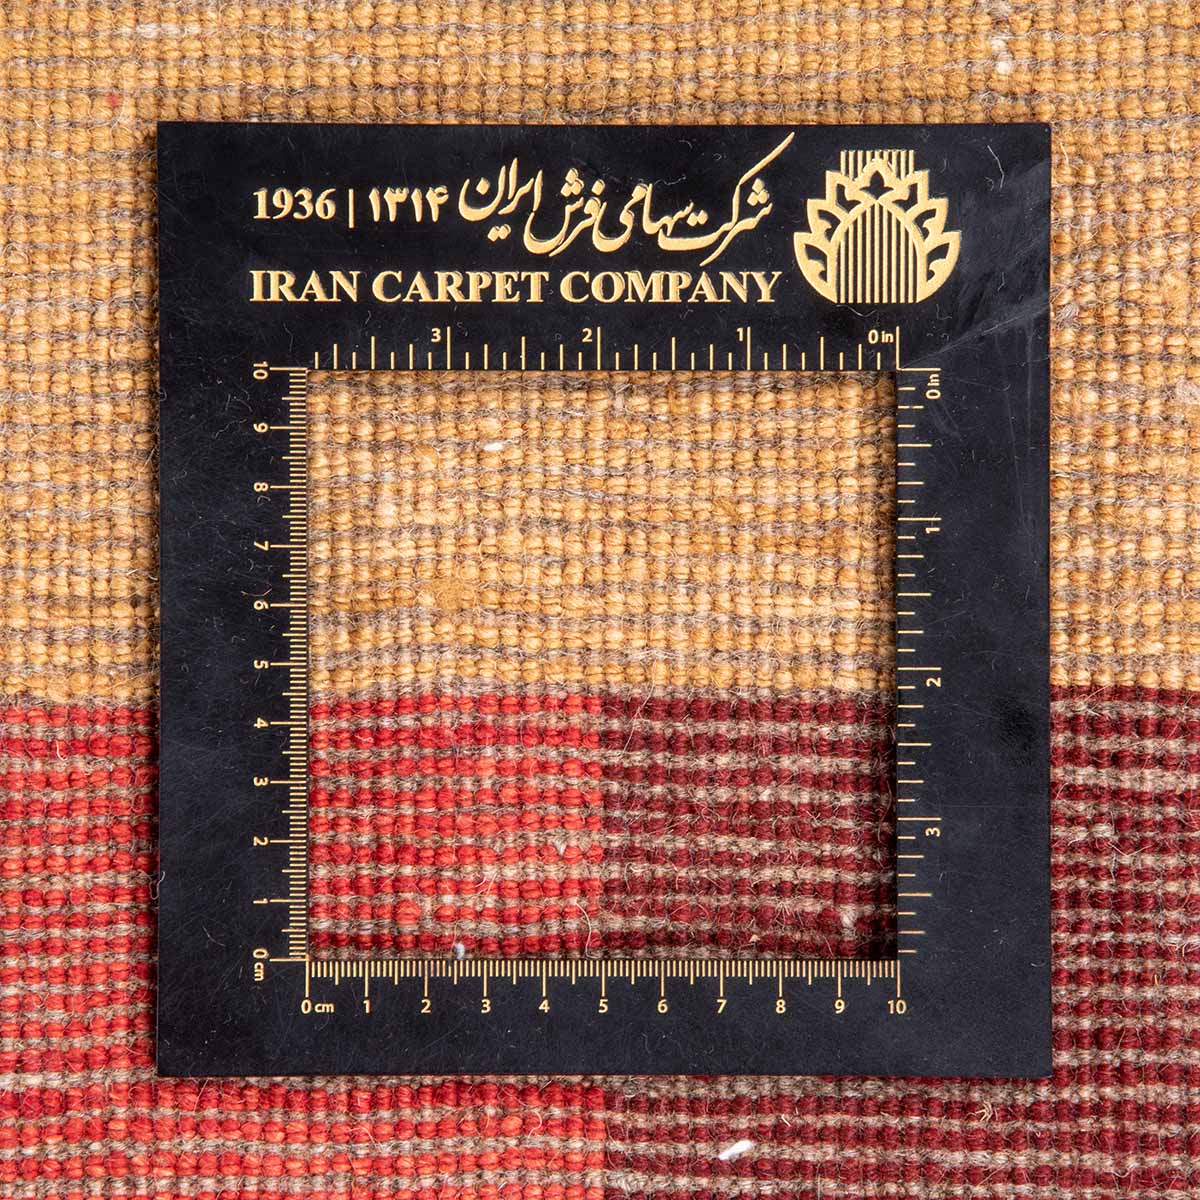 شرکت سهامی فرش ایران ۱۳۱۴ | 1936
IRAN CARPET COMPANY
3 2 1 0 in
0 in 1 2 3
10 9 8 7 6 5 4 3 2 1 0 cm
0 cm 1 2 3 4 5 6 7 8 9 10